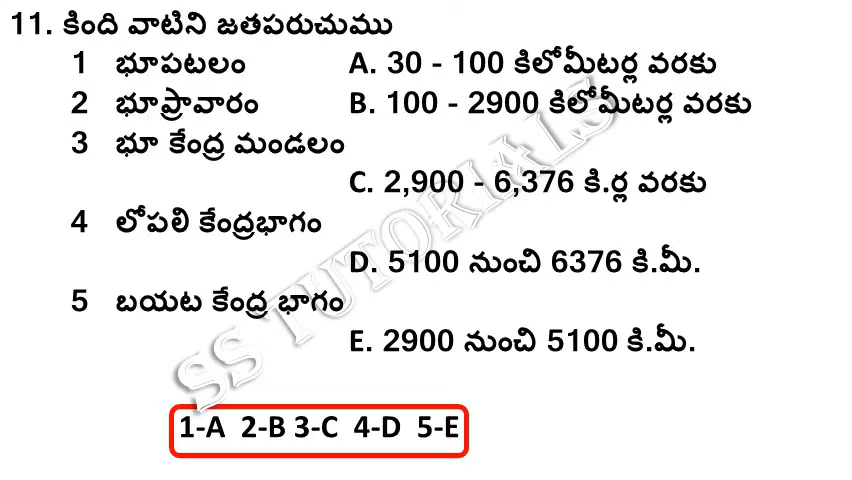 11. కింది వాటిని జతపరుచుము
1 భూపటలం A. 30 - 100 కిలోమీటర్ల వరకు
2 భూప్రావారం B. 100 - 2900 కిలోమీటర్ల వరకు
3 భూ కేంద్ర మండలం
C. 2,900 - 6,376 కి.ర్ల వరకు
4 లోపలి కేంద్రభాగం
D. 5100 నుంచి 6376 కి.మీ.
5 బయట కేంద్ర భాగం
E. 2900 నుంచి 5100 కి.మీ.
SS TUTORIALS
1-A 2-B 3-C 4-D 5-E